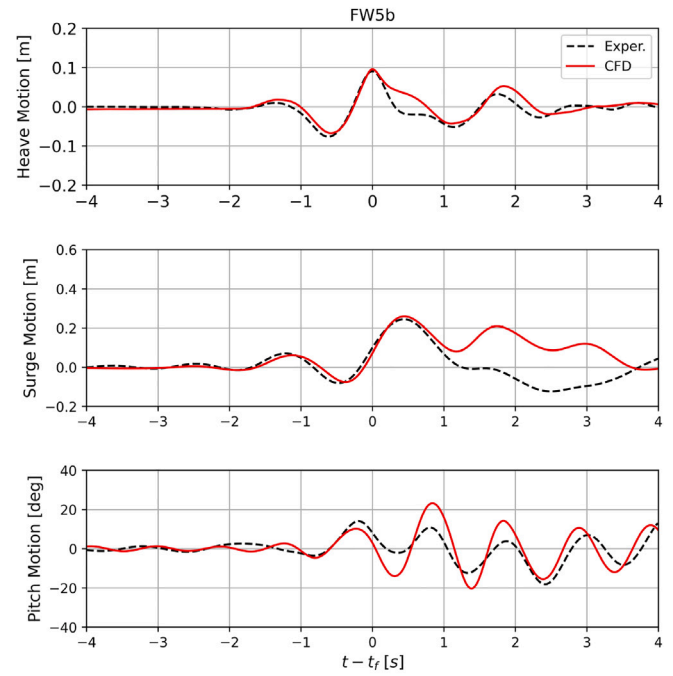 FW5b
Heave Motion [m]
0.2
0.1
0.0
−0.1
−0.2
−4 −3 −2 −1 0 1 2 3 4
Exper.
CFD
Surge Motion [m]
0.6
0.4
0.2
0.0
−0.2
−4 −3 −2 −1 0 1 2 3 4
Pitch Motion [deg]
40
20
0
−20
−40
−4 −3 −2 −1 0 1 2 3 4
t − t_f [s]